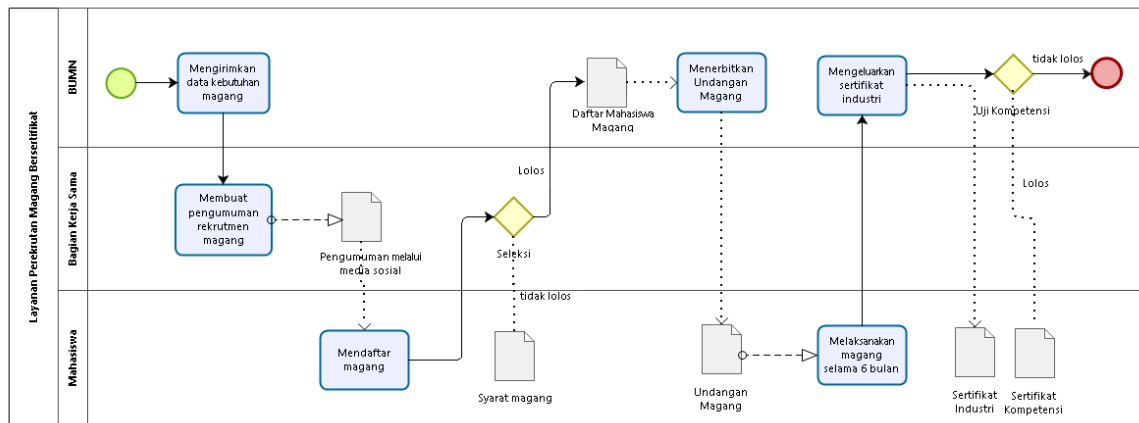 Layanan Perekrutan Magang Bersertifikat
BUMN
Mengirimkan
data kebutuhan
magang
Daftar Mahasiswa
Magang
Menerbitkan
Undangan
Magang
Mengeluarkan
sertifikat
industri
Uji Kompetensi
tidak lolos
Bagian Kerja Sama
Membuat
pengumuman
rekrutmen
magang
Pengumuman melalui
media sosial
Seleksi
Lolos
Lolos
Mahasiswa
Mendaftar
magang
tidak lolos
Syarat magang
Undangan
Magang
Melaksanakan
magang
selama 6 bulan
Sertifikat
Industri
Sertifikat
Kompetensi